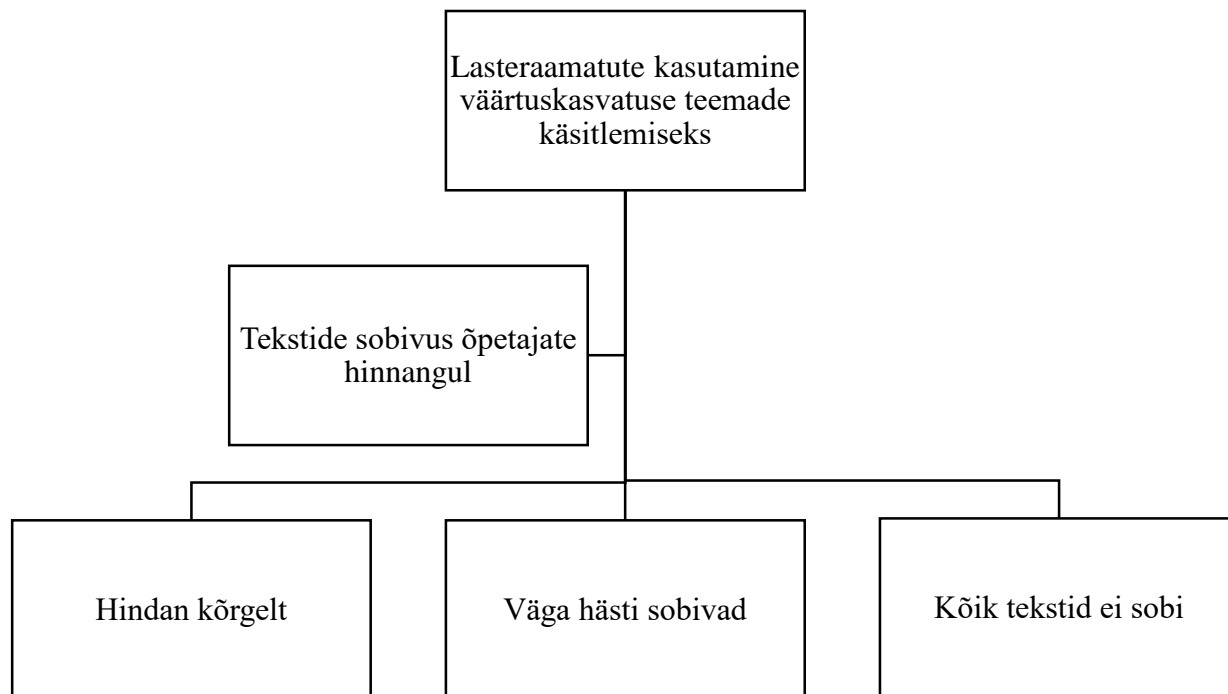 Lasteraamatute kasutamine
väärtuskasvatuse teemade
käsitlemiseks
Tekstide sobivus õpetajate
hinnangul
Hindan kõrgelt
Väga hästi sobivad
Kõik tekstid ei sobi